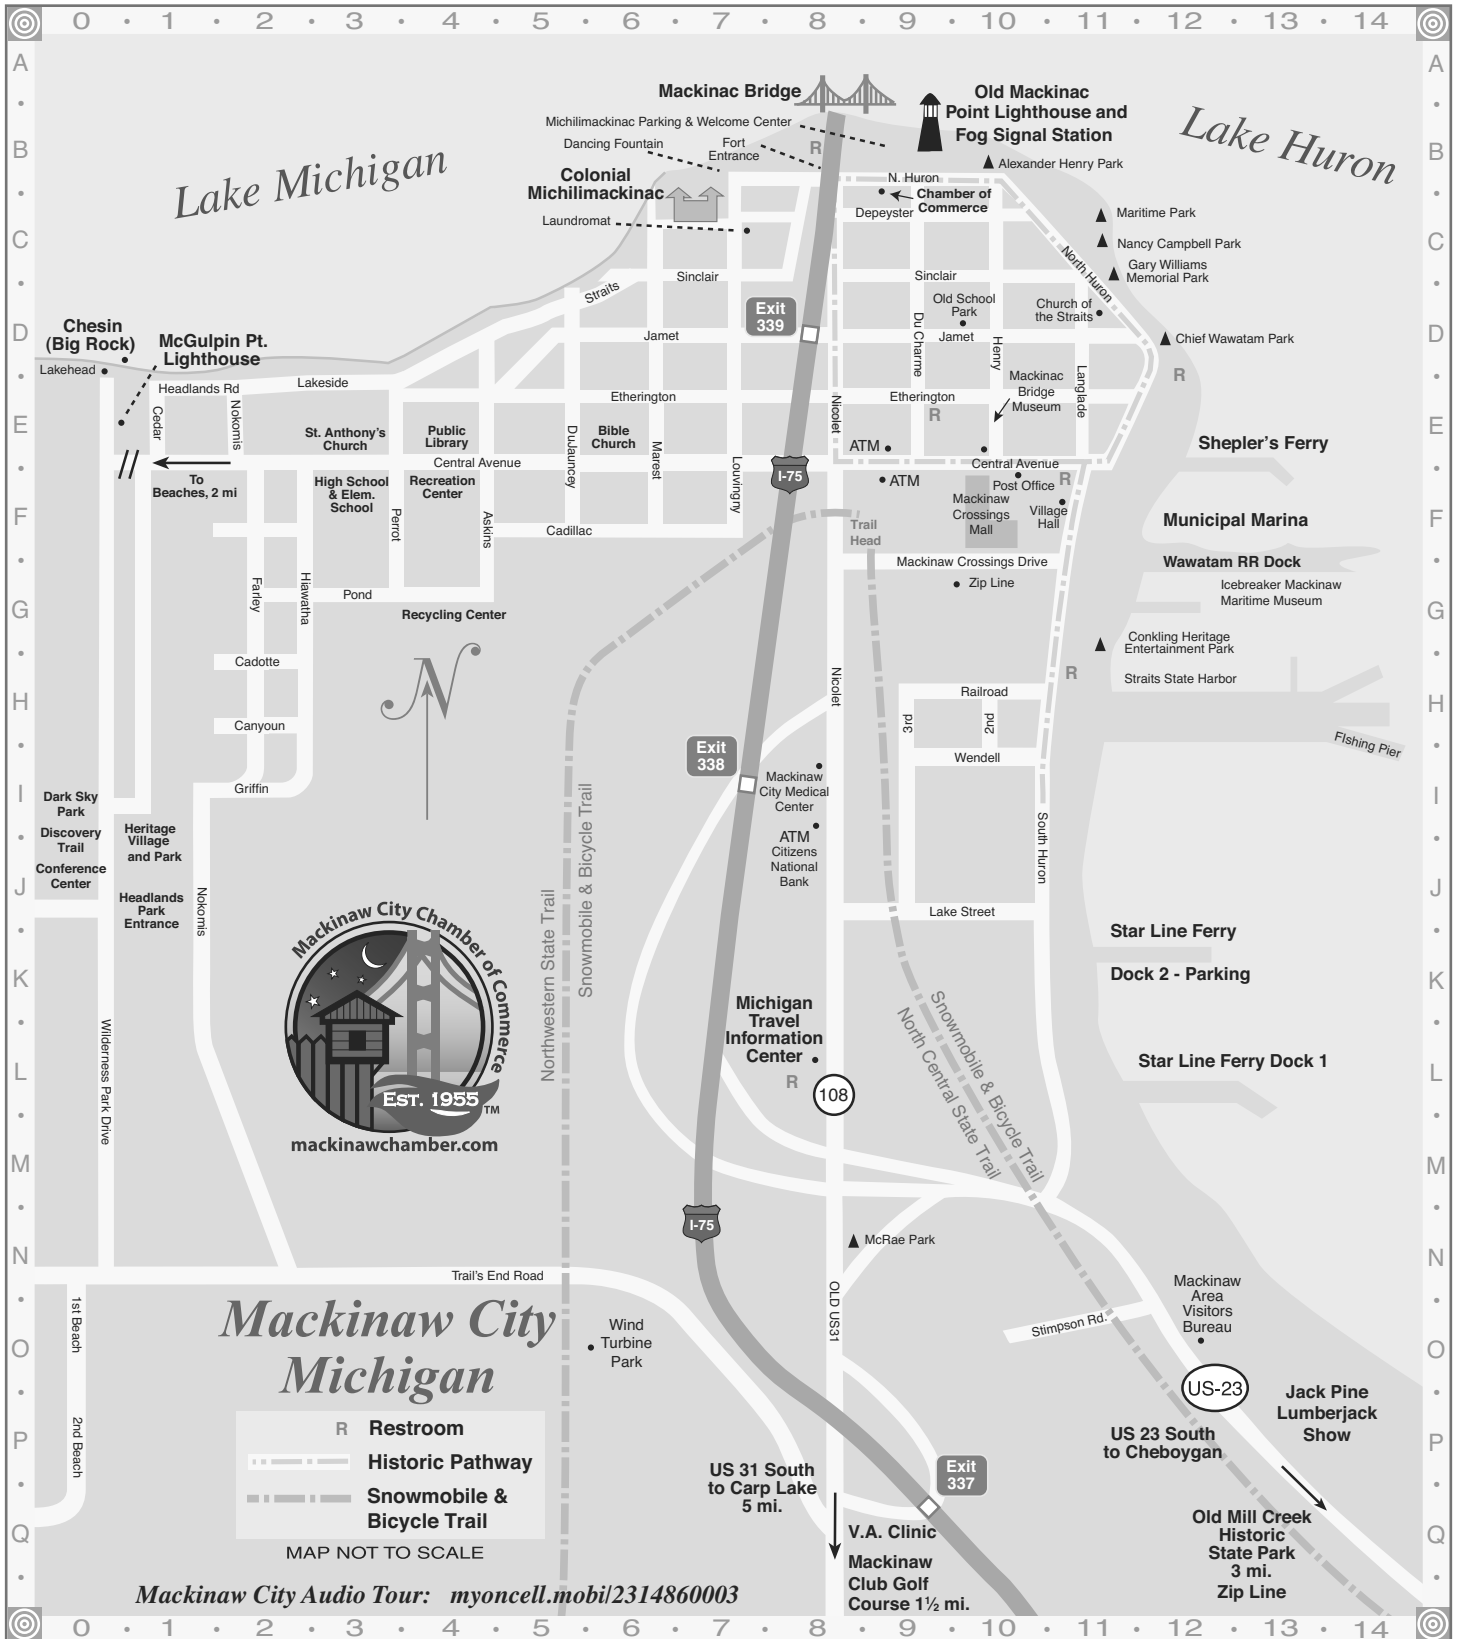 0 1 2 3 4 5 6 7 8 9 10 11 12 13 14
A
B
C
D
E
F
G
H
I
J
K
L
M
N
O
P
Q
A
B
C
D
E
F
G
H
I
J
K
L
M
N
O
P
Q
Lake Michigan
Lake Huron
Mackinac Bridge
Michilimackinac Parking & Welcome Center
Dancing Fountain
Fort
Entrance
R
Colonial
Michilimackinac
Laundromat
Old Mackinac
Point Lighthouse and
Fog Signal Station
Alexander Henry Park
N. Huron
Chamber of
Commerce
Depeyster
Maritime Park
Nancy Campbell Park
Gary Williams
Memorial Park
North Huron
Sinclair
Sinclair
Straits
Exit
339
Old School
Park
Church of
the Straits
Jamet
Jamet
Du Charme
Henry
Langlade
Chief Wawatam Park
R
Chesin
(Big Rock)
Lakehead
McGulpin Pt.
Lighthouse
Headlands Rd
Lakeside
Cedar
Nokomis
Etherington
Etherington
Nicolet
R
Mackinac
Bridge
Museum
St. Anthony's
Church
Public
Library
DuJauncey
Bible
Church
Marest
Louvingny
ATM
Central Avenue
Central Avenue
Shepler's Ferry
To
Beaches, 2 mi
High School
& Elem.
School
Recreation
Center
Perrot
Askins
Cadillac
I-75
ATM
Post Office
R
Mackinaw
Crossings
Mall
Village
Hall
Trail
Head
Municipal Marina
Mackinaw Crossings Drive
Zip Line
Wawatam RR Dock
Icebreaker Mackinaw
Maritime Museum
Farley
Hiawatha
Pond
Recycling Center
N
Cadotte
Canyoun
Griffin
Conkling Heritage
Entertainment Park
R
Straits State Harbor
Nicolet
Railroad
3rd
2nd
Wendell
FIshing Pier
Exit
338
Mackinaw
City Medical
Center
ATM
Citizens
National
Bank
South Huron
Lake Street
Dark Sky
Park
Discovery
Trail
Conference
Center
Heritage
Village
and Park
Headlands
Park
Entrance
Nokomis
Wilderness Park Drive
Northwestern State Trail
Snowmobile & Bicycle Trail
Mackinaw City Chamber of Commerce
EST. 1955
TM
mackinawchamber.com
Michigan
Travel
Information
Center
R
108
Snowmobile & Bicycle Trail
North Central State Trail
Star Line Ferry
Dock 2 - Parking
Star Line Ferry Dock 1
I-75
McRae Park
Trail's End Road
OLD US31
1st Beach
2nd Beach
Wind
Turbine
Park
Stimpson Rd.
Mackinaw
Area
Visitors
Bureau
US-23
Jack Pine
Lumberjack
Show
US 23 South
to Cheboygan
Old Mill Creek
Historic
State Park
3 mi.
Zip Line
Exit
337
US 31 South
to Carp Lake
5 mi.
V.A. Clinic
Mackinaw
Club Golf
Course 1½ mi.
Mackinaw City
Michigan
R Restroom
Historic Pathway
Snowmobile &
Bicycle Trail
MAP NOT TO SCALE
Mackinaw City Audio Tour: myoncell.mobi/2314860003
0 1 2 3 4 5 6 7 8 9 10 11 12 13 14